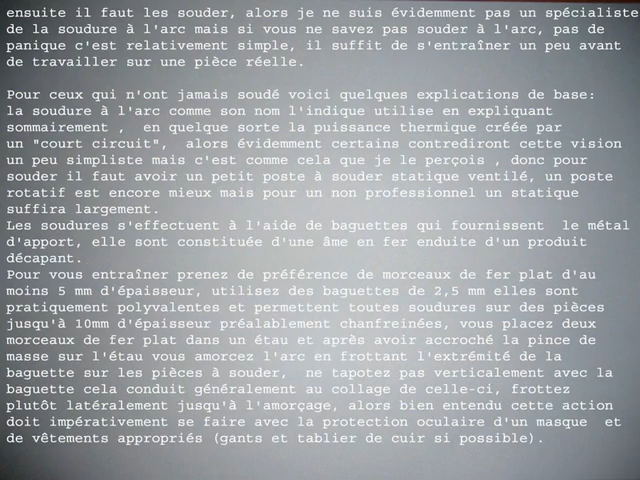 ensuite il faut les souder, alors je ne suis évidemment pas un spécialiste
de la soudure à l'arc mais si vous ne savez pas souder à l'arc, pas de
panique c'est relativement simple, il suffit de s'entraîner un peu avant
de travailler sur une pièce réelle.
Pour ceux qui n'ont jamais soudé voici quelques explications de base:
la soudure à l'arc comme son nom l'indique utilise en expliquant
sommairement ,  en quelque sorte la puissance thermique créée par
un "court circuit",  alors évidemment certains contrediront cette vision
un peu simpliste mais c'est comme cela que je le perçois , donc pour
souder il faut avoir un petit poste à souder statique ventilé, un poste
rotatif est encore mieux mais pour un non professionnel un statique
suffira largement.
Les soudures s'effectuent à l'aide de baguettes qui fournissent  le métal
d'apport, elle sont constituée d'une âme en fer enduite d'un produit
décapant.
Pour vous entraîner prenez de préférence de morceaux de fer plat d'au
moins 5 mm d'épaisseur, utilisez des baguettes de 2,5 mm elles sont
pratiquement polyvalentes et permettent toutes soudures sur des pièces
jusqu'à 10mm d'épaisseur préalablement chanfreinées, vous placez deux
morceaux de fer plat dans un étau et après avoir accroché la pince de
masse sur l'étau vous amorcez l'arc en frottant l'extrémité de la
baguette sur les pièces à souder,  ne tapotez pas verticalement avec la
baguette cela conduit généralement au collage de celle-ci, frottez
plutôt latéralement jusqu'à l'amorçage, alors bien entendu cette action
doit impérativement se faire avec la protection oculaire d'un masque  et
de vêtements appropriés (gants et tablier de cuir si possible).